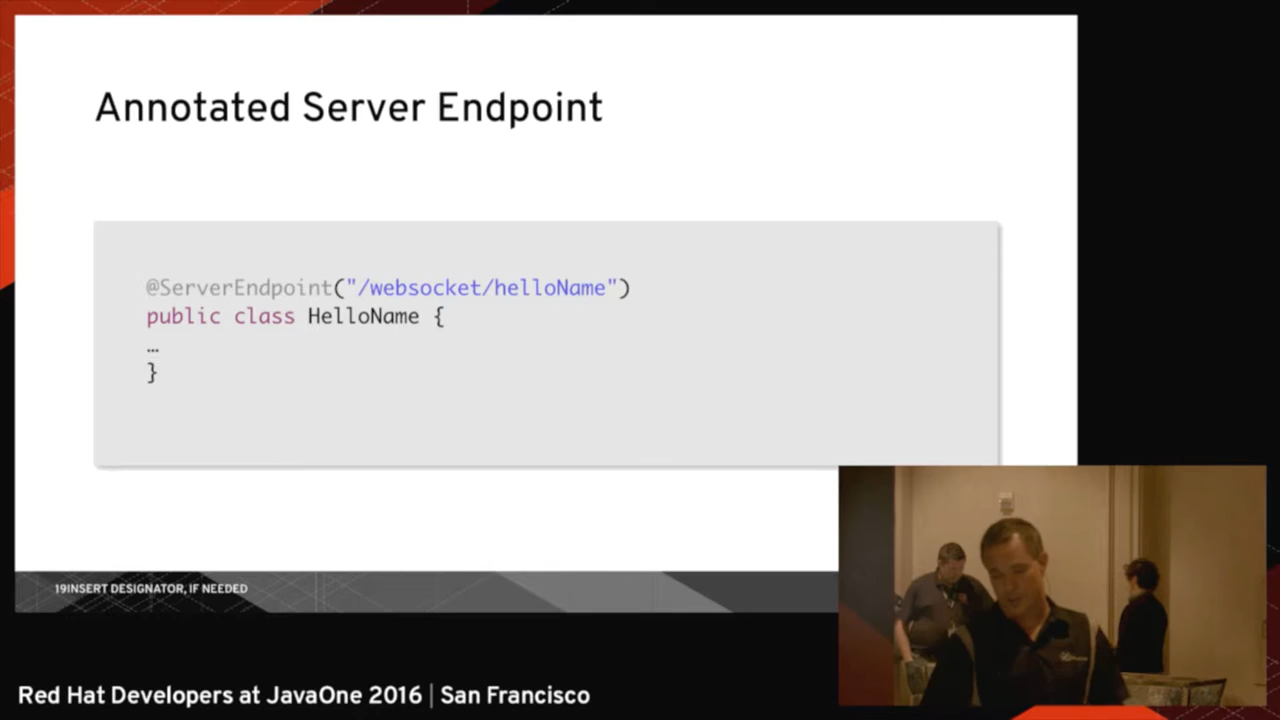 Annotated Server Endpoint
@ServerEndpoint("/websocket/helloName")
public class HelloName {
…
}
19INSERT DESIGNATOR, IF NEEDED
Red Hat Developers at JavaOne 2016 | San Francisco